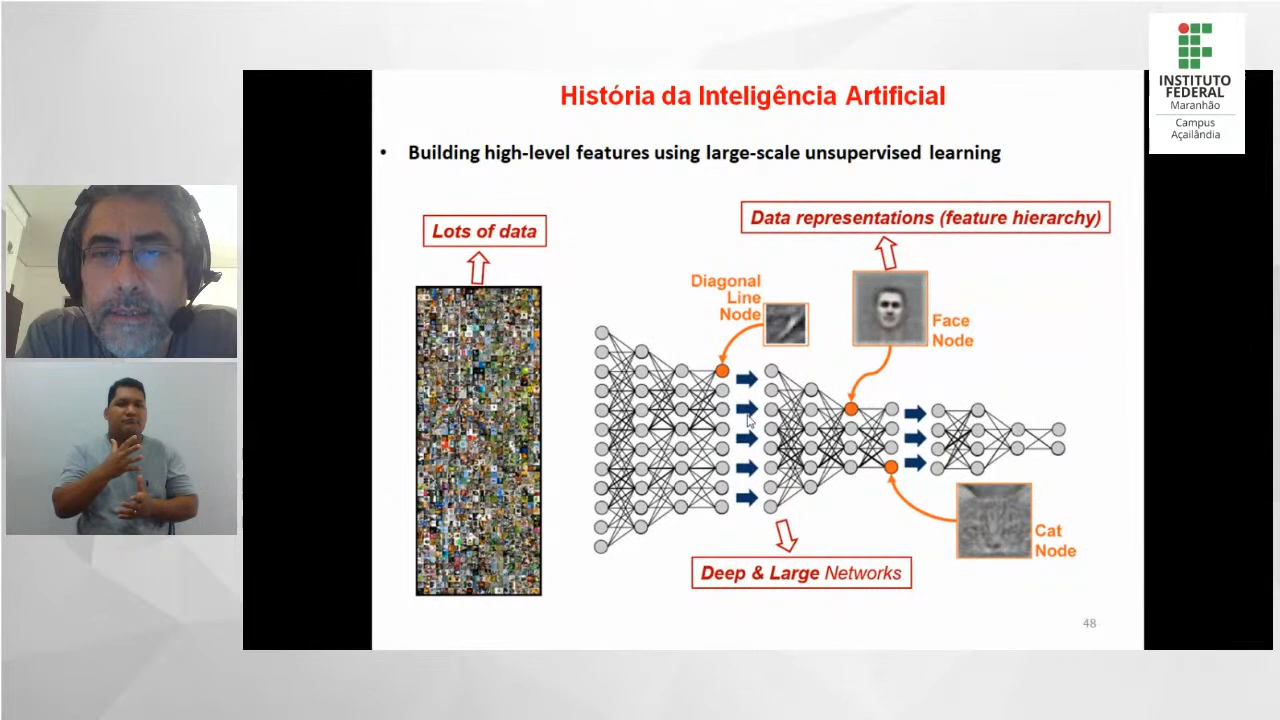 INSTITUTO
FEDERAL
Maranhão
Campus
Açailândia
História da Inteligência Artificial
• Building high-level features using large-scale unsupervised learning
Lots of data
Data representations (feature hierarchy)
Diagonal
Line
Node
Face
Node
Cat
Node
Deep & Large Networks
48